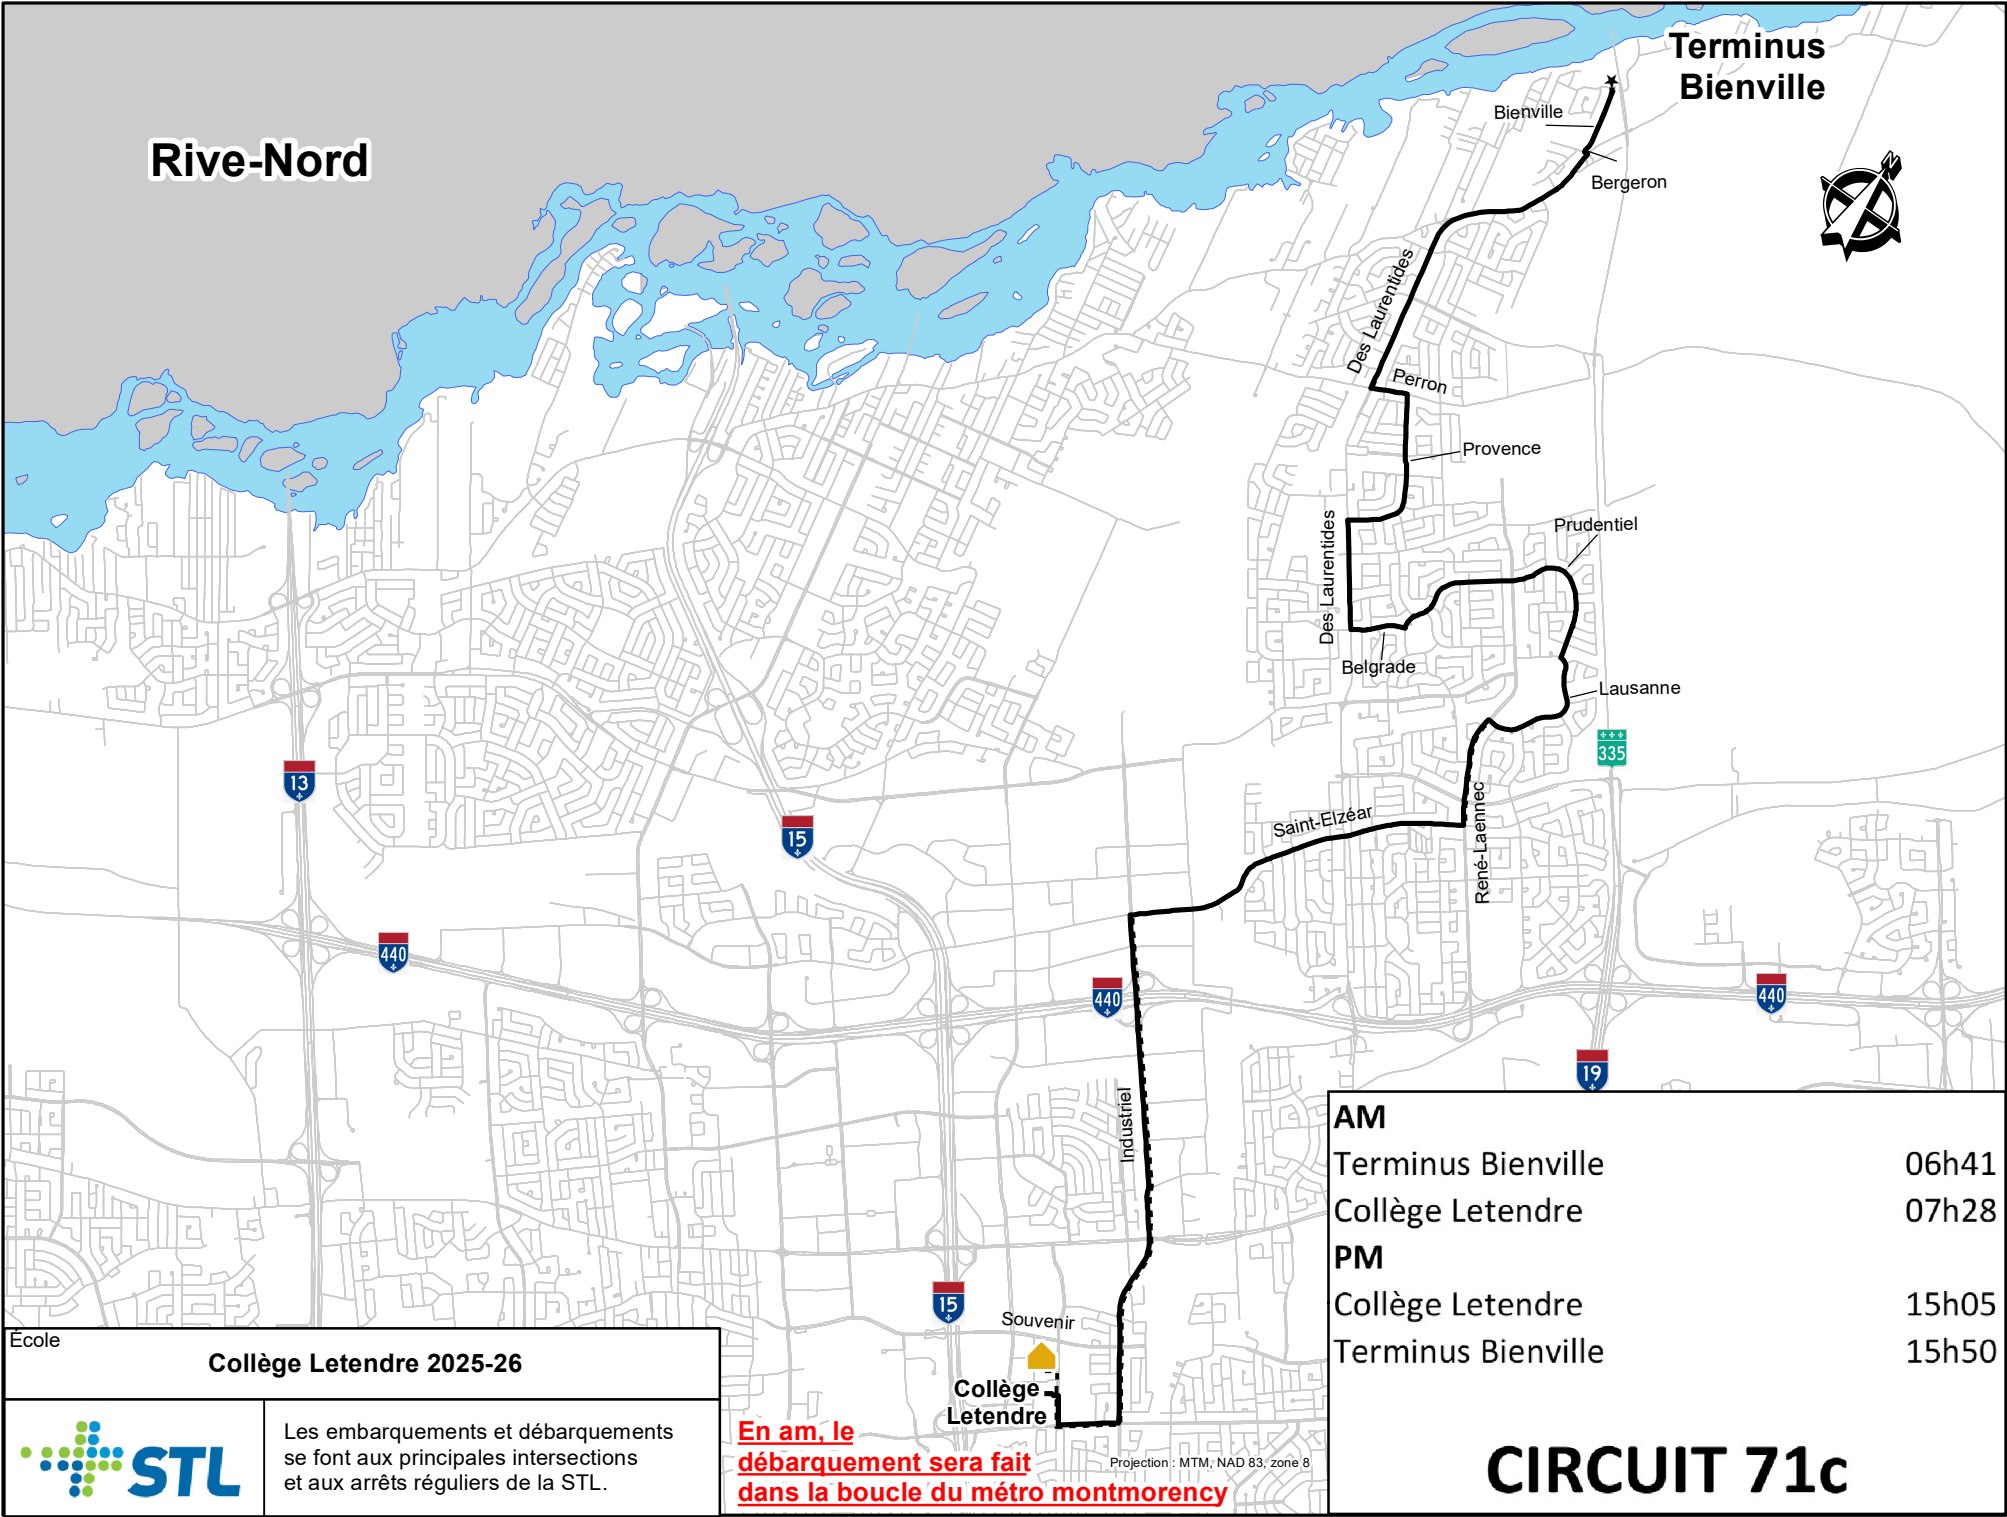 Terminus
Bienville
Rive-Nord
Bienville
Bergeron
N
Des Laurentides
Perron
Provence
Prudentiel
Des Laurentides
Belgrade
Lausanne
335
13
15
Saint-Elzéar
René-Laennec
440
440
440
19
Industriel
15
Souvenir
Collège
Letendre
AM
Terminus Bienville 06h41
Collège Letendre 07h28
PM
Collège Letendre 15h05
Terminus Bienville 15h50
CIRCUIT 71c
École
Collège Letendre 2025-26
STL
Les embarquements et débarquements
se font aux principales intersections
et aux arrêts réguliers de la STL.
En am, le
débarquement sera fait
dans la boucle du métro montmorency
Projection : MTM, NAD 83, zone 8